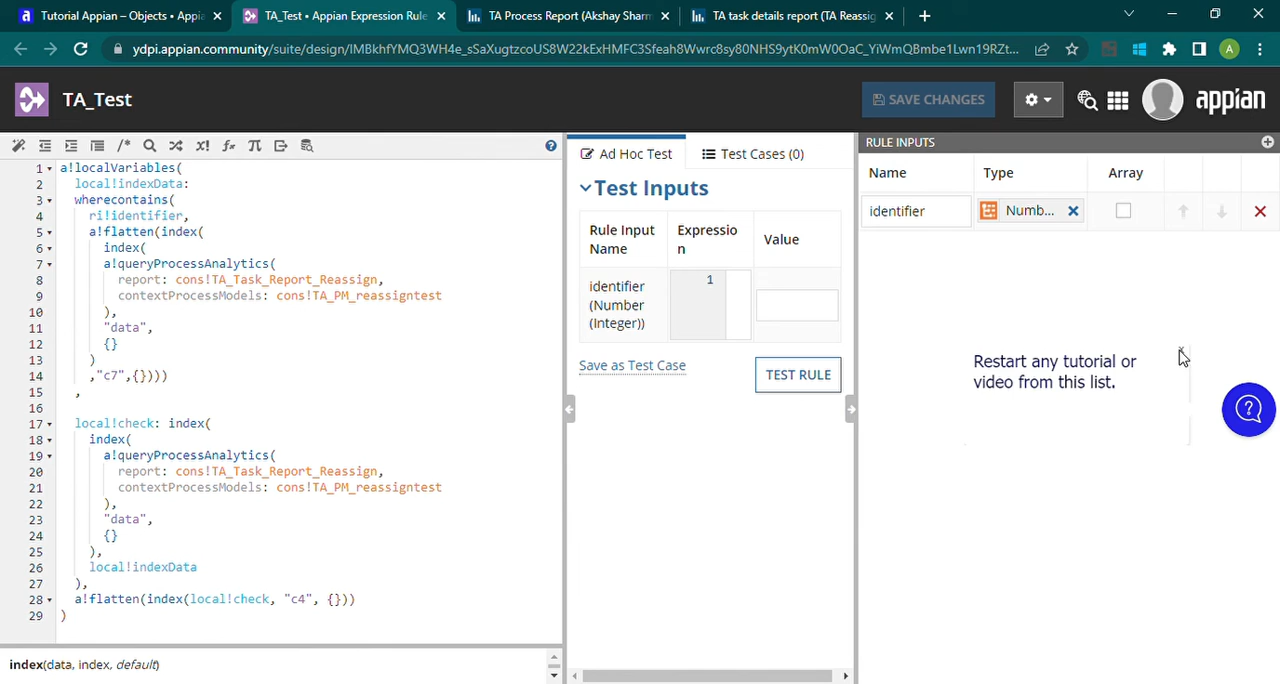 Tutorial Appian – Objects • Appia
TA_Test • Appian Expression Rule
TA Process Report (Akshay Sharm
TA task details report (TA Reassig
ydpi.appian.community/suite/design/IMBkhfYMQ3WH4e_sSaXugtzcoUS8W22kExHMFC3Sfeah8Wwrc8sy80NHS9ytK0mW0OaC_YiWmQBmbe1Lwn19RZt...
A
TA_Test
SAVE CHANGES
appian
1 a!localVariables(
2 local!indexData:
3 wherecontains(
4 ri!identifier,
5 a!flatten(index(
6 index(
7 a!queryProcessAnalytics(
8 report: cons!TA_Task_Report_Reassign,
9 contextProcessModels: cons!TA_PM_reassigntest
10 ),
11 "data",
12 {}
13 )
14 ,"c7",{})))
15 ,
16
17 local!check: index(
18 index(
19 a!queryProcessAnalytics(
20 report: cons!TA_Task_Report_Reassign,
21 contextProcessModels: cons!TA_PM_reassigntest
22 ),
23 "data",
24 {}
25 ),
26 local!indexData
27 ),
28 a!flatten(index(local!check, "c4", {}))
29 )
index(data, index, default)
Ad Hoc Test
Test Cases (0)
Test Inputs
Rule Input Name
Expressio
n
Value
identifier
(Number
(Integer))
1
Save as Test Case
TEST RULE
RULE INPUTS
Name
Type
Array
identifier
Numb...
Restart any tutorial or
video from this list.